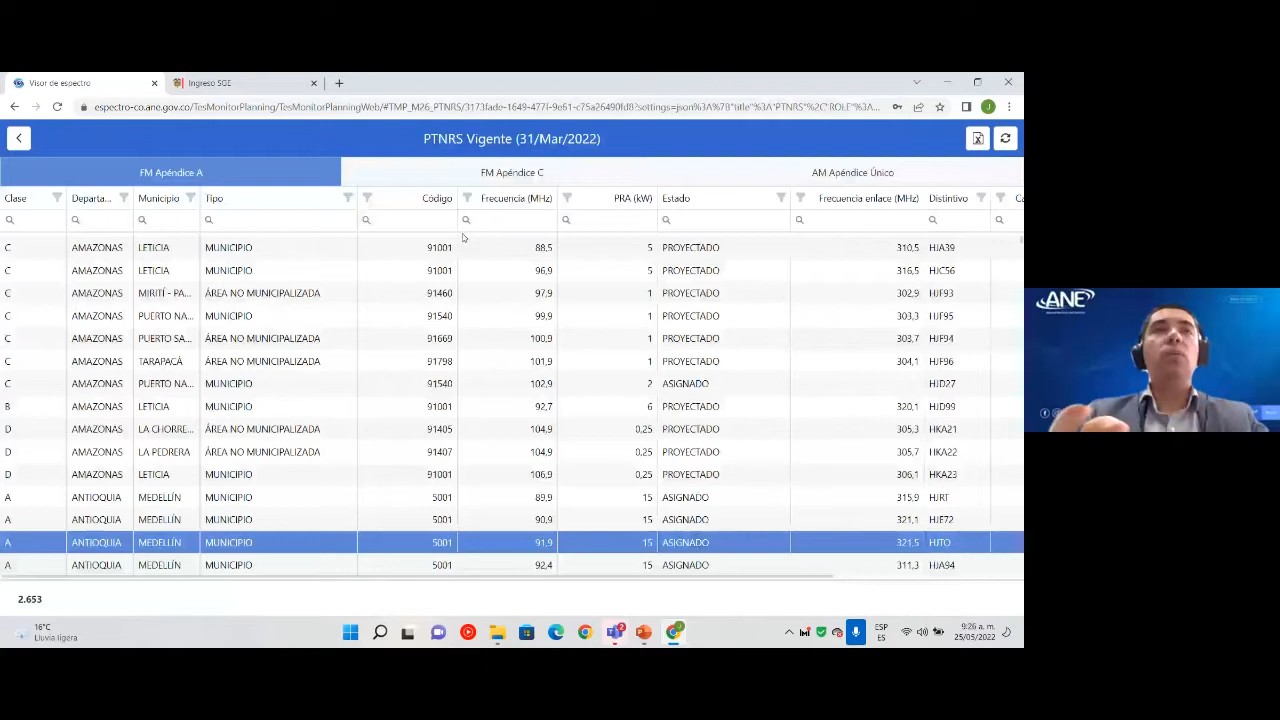 Visor de espectro
Ingreso SGE
espectro-co.ane.gov.co/TesMonitorPlanning/TesMonitorPlanningWeb/#TMP_M26_PTNRS/3173fade-1649-477f-9e61-c75a26490fd8?settings=json%3A%7B"title"%3A"PTNRS"%2C"ROLE"%3A...
PTNRS Vigente (31/Mar/2022)
FM Apéndice A FM Apéndice C AM Apéndice Único
Clase Departa... Municipio Tipo Código Frecuencia (MHz) PRA (kW) Estado Frecuencia enlace (MHz) Distintivo Ca
C AMAZONAS LETICIA MUNICIPIO 91001 88,5 5 PROYECTADO 310,5 HJA39
C AMAZONAS LETICIA MUNICIPIO 91001 96,9 5 PROYECTADO 316,5 HJC56
C AMAZONAS MIRITÍ - PA... ÁREA NO MUNICIPALIZADA 91460 97,9 1 PROYECTADO 302,9 HJF93
C AMAZONAS PUERTO NA... MUNICIPIO 91540 99,9 1 PROYECTADO 303,3 HJF95
C AMAZONAS PUERTO SA... ÁREA NO MUNICIPALIZADA 91669 100,9 1 PROYECTADO 303,7 HJF94
C AMAZONAS TARAPACÁ ÁREA NO MUNICIPALIZADA 91798 101,9 1 PROYECTADO 304,1 HJF96
C AMAZONAS PUERTO NA... MUNICIPIO 91540 102,9 2 ASIGNADO HJD27
B AMAZONAS LETICIA MUNICIPIO 91001 92,7 6 PROYECTADO 320,1 HJD99
D AMAZONAS LA CHORRE... ÁREA NO MUNICIPALIZADA 91405 104,9 0,25 PROYECTADO 305,3 HKA21
D AMAZONAS LA PEDRERA ÁREA NO MUNICIPALIZADA 91407 104,9 0,25 PROYECTADO 305,7 HKA22
D AMAZONAS LETICIA MUNICIPIO 91001 106,9 0,25 PROYECTADO 306,1 HKA23
A ANTIOQUIA MEDELLÍN MUNICIPIO 5001 89,9 15 ASIGNADO 315,9 HJRT
A ANTIOQUIA MEDELLÍN MUNICIPIO 5001 90,9 15 ASIGNADO 321,1 HJE72
A ANTIOQUIA MEDELLÍN MUNICIPIO 5001 91,9 15 ASIGNADO 321,5 HJTO
A ANTIOQUIA MEDELLÍN MUNICIPIO 5001 92,4 15 ASIGNADO 311,3 HJA94
2.653
16°C
Lluvia ligera
ESP
ES
9:26 a. m.
25/05/2022
ANE